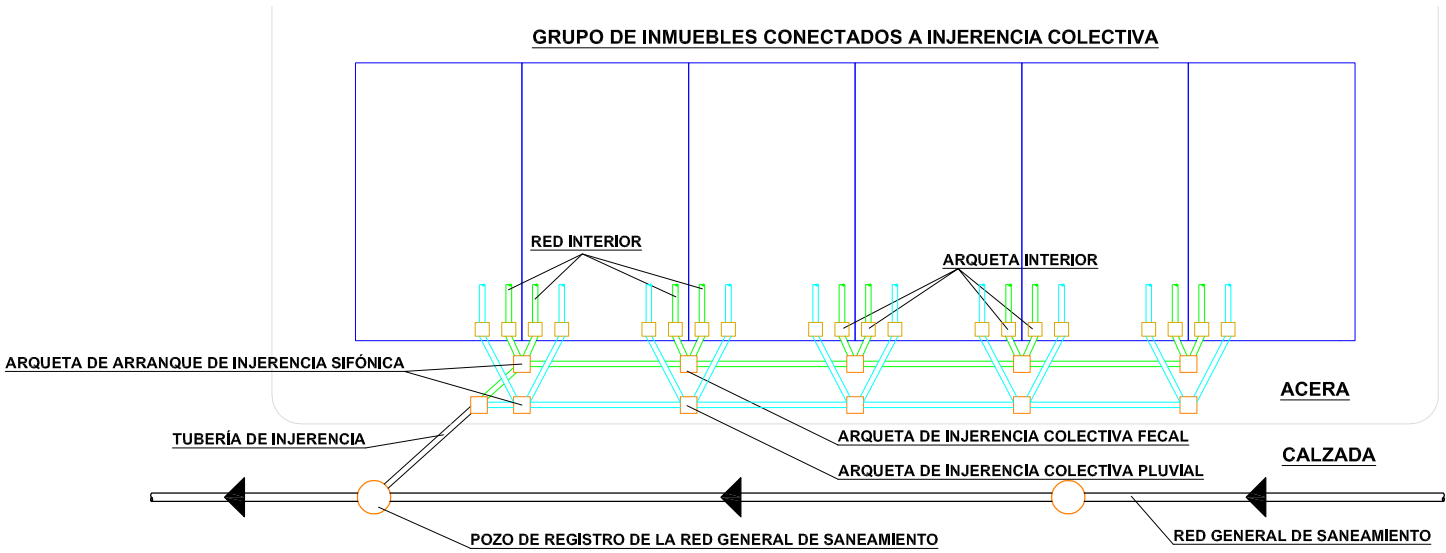 GRUPO DE INMUEBLES CONECTADOS A INJERENCIA COLECTIVA
RED INTERIOR
ARQUETA INTERIOR
ARQUETA DE ARRANQUE DE INJERENCIA SIFÓNICA
ACERA
TUBERÍA DE INJERENCIA
ARQUETA DE INJERENCIA COLECTIVA FECAL
CALZADA
ARQUETA DE INJERENCIA COLECTIVA PLUVIAL
POZO DE REGISTRO DE LA RED GENERAL DE SANEAMIENTO
RED GENERAL DE SANEAMIENTO